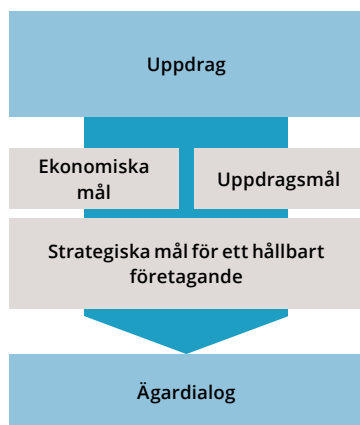 Uppdrag
Ekonomiska
mål
Uppdragsmål
Strategiska mål för ett hållbart
företagande
Ägardialog